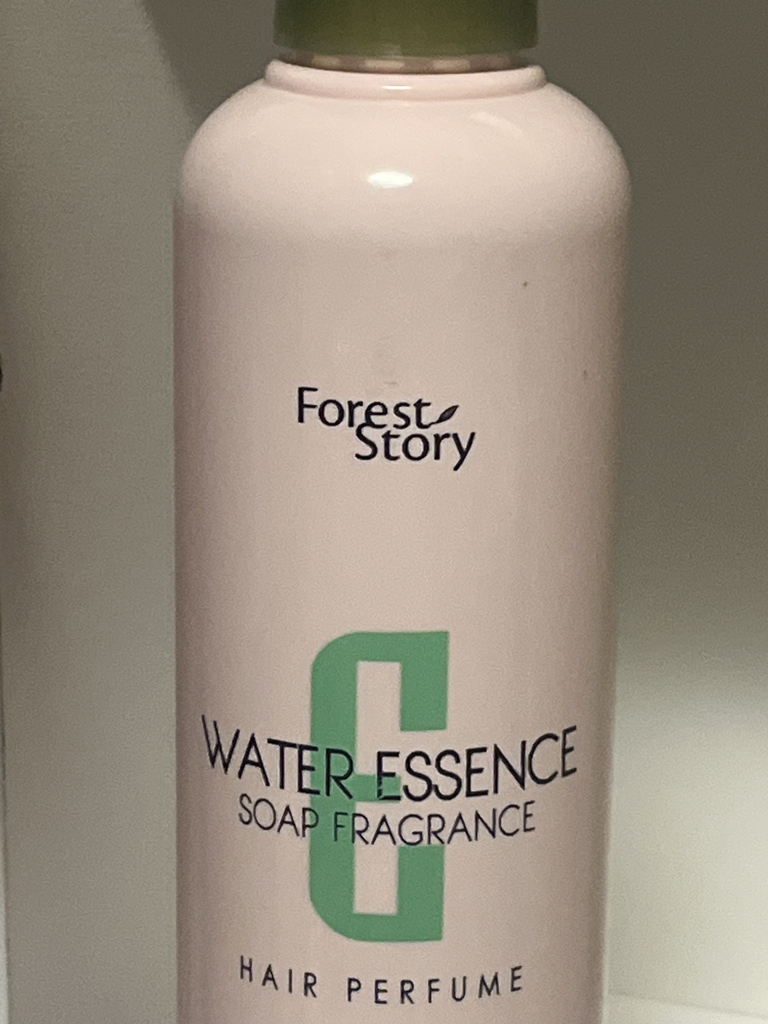 Forest
Story
WATER ESSENCE
SOAP FRAGRANCE
HAIR PERFUME